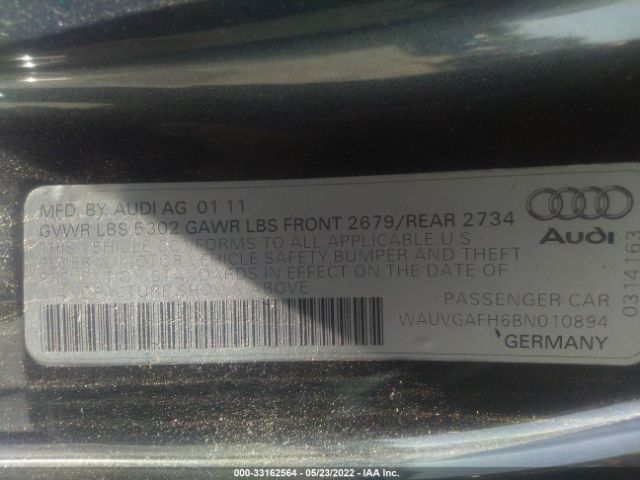 MFD. BY AUDI AG 01 11
GVWR LBS 5302 GAWR LBS FRONT 2679/REAR 2734
THIS VEHICLE CONFORMS TO ALL APPLICABLE U S
VEHICLE SAFETY BUMPER AND THEFT
STANDARDS IN EFFECT ON THE DATE OF
SHOWN ABOVE
PASSENGER CAR
WAUVGAFH6BN010894
GERMANY
Audi
0314163
000-33162564 - 05/23/2022 - IAA Inc.